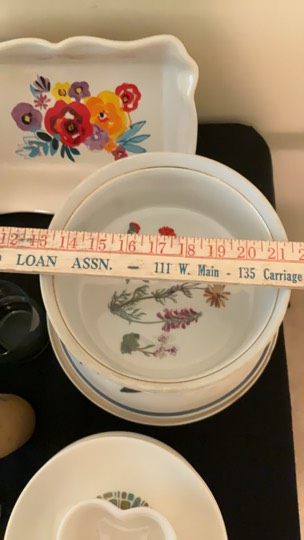 12 13 14 15 16 17 18 19 20 21
LOAN ASSN. - 111 W. Main - 135 Carriage